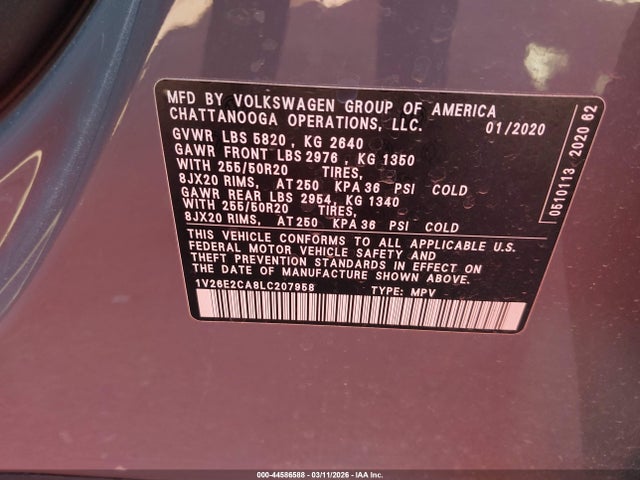 MFD BY VOLKSWAGEN GROUP OF AMERICA
CHATTANOOGA OPERATIONS, LLC. 01/2020
GVWR LBS 5820 , KG 2640
GAWR FRONT LBS 2976 , KG 1350
WITH 255/50R20 TIRES,
8JX20 RIMS, AT 250 KPA 36 PSI COLD
GAWR REAR LBS 2954, KG 1340
WITH 255/50R20 TIRES,
8JX20 RIMS, AT 250 KPA 36 PSI COLD
THIS VEHICLE CONFORMS TO ALL APPLICABLE U.S.
FEDERAL MOTOR VEHICLE SAFETY AND
THEFT PREVENTION STANDARDS IN EFFECT ON
THE DATE OF MANUFACTURE SHOWN ABOVE.
1V26E2CA8LC207958 TYPE: MPV
0510113 2020 62
000-44586588 - 03/11/2026 - IAA Inc.